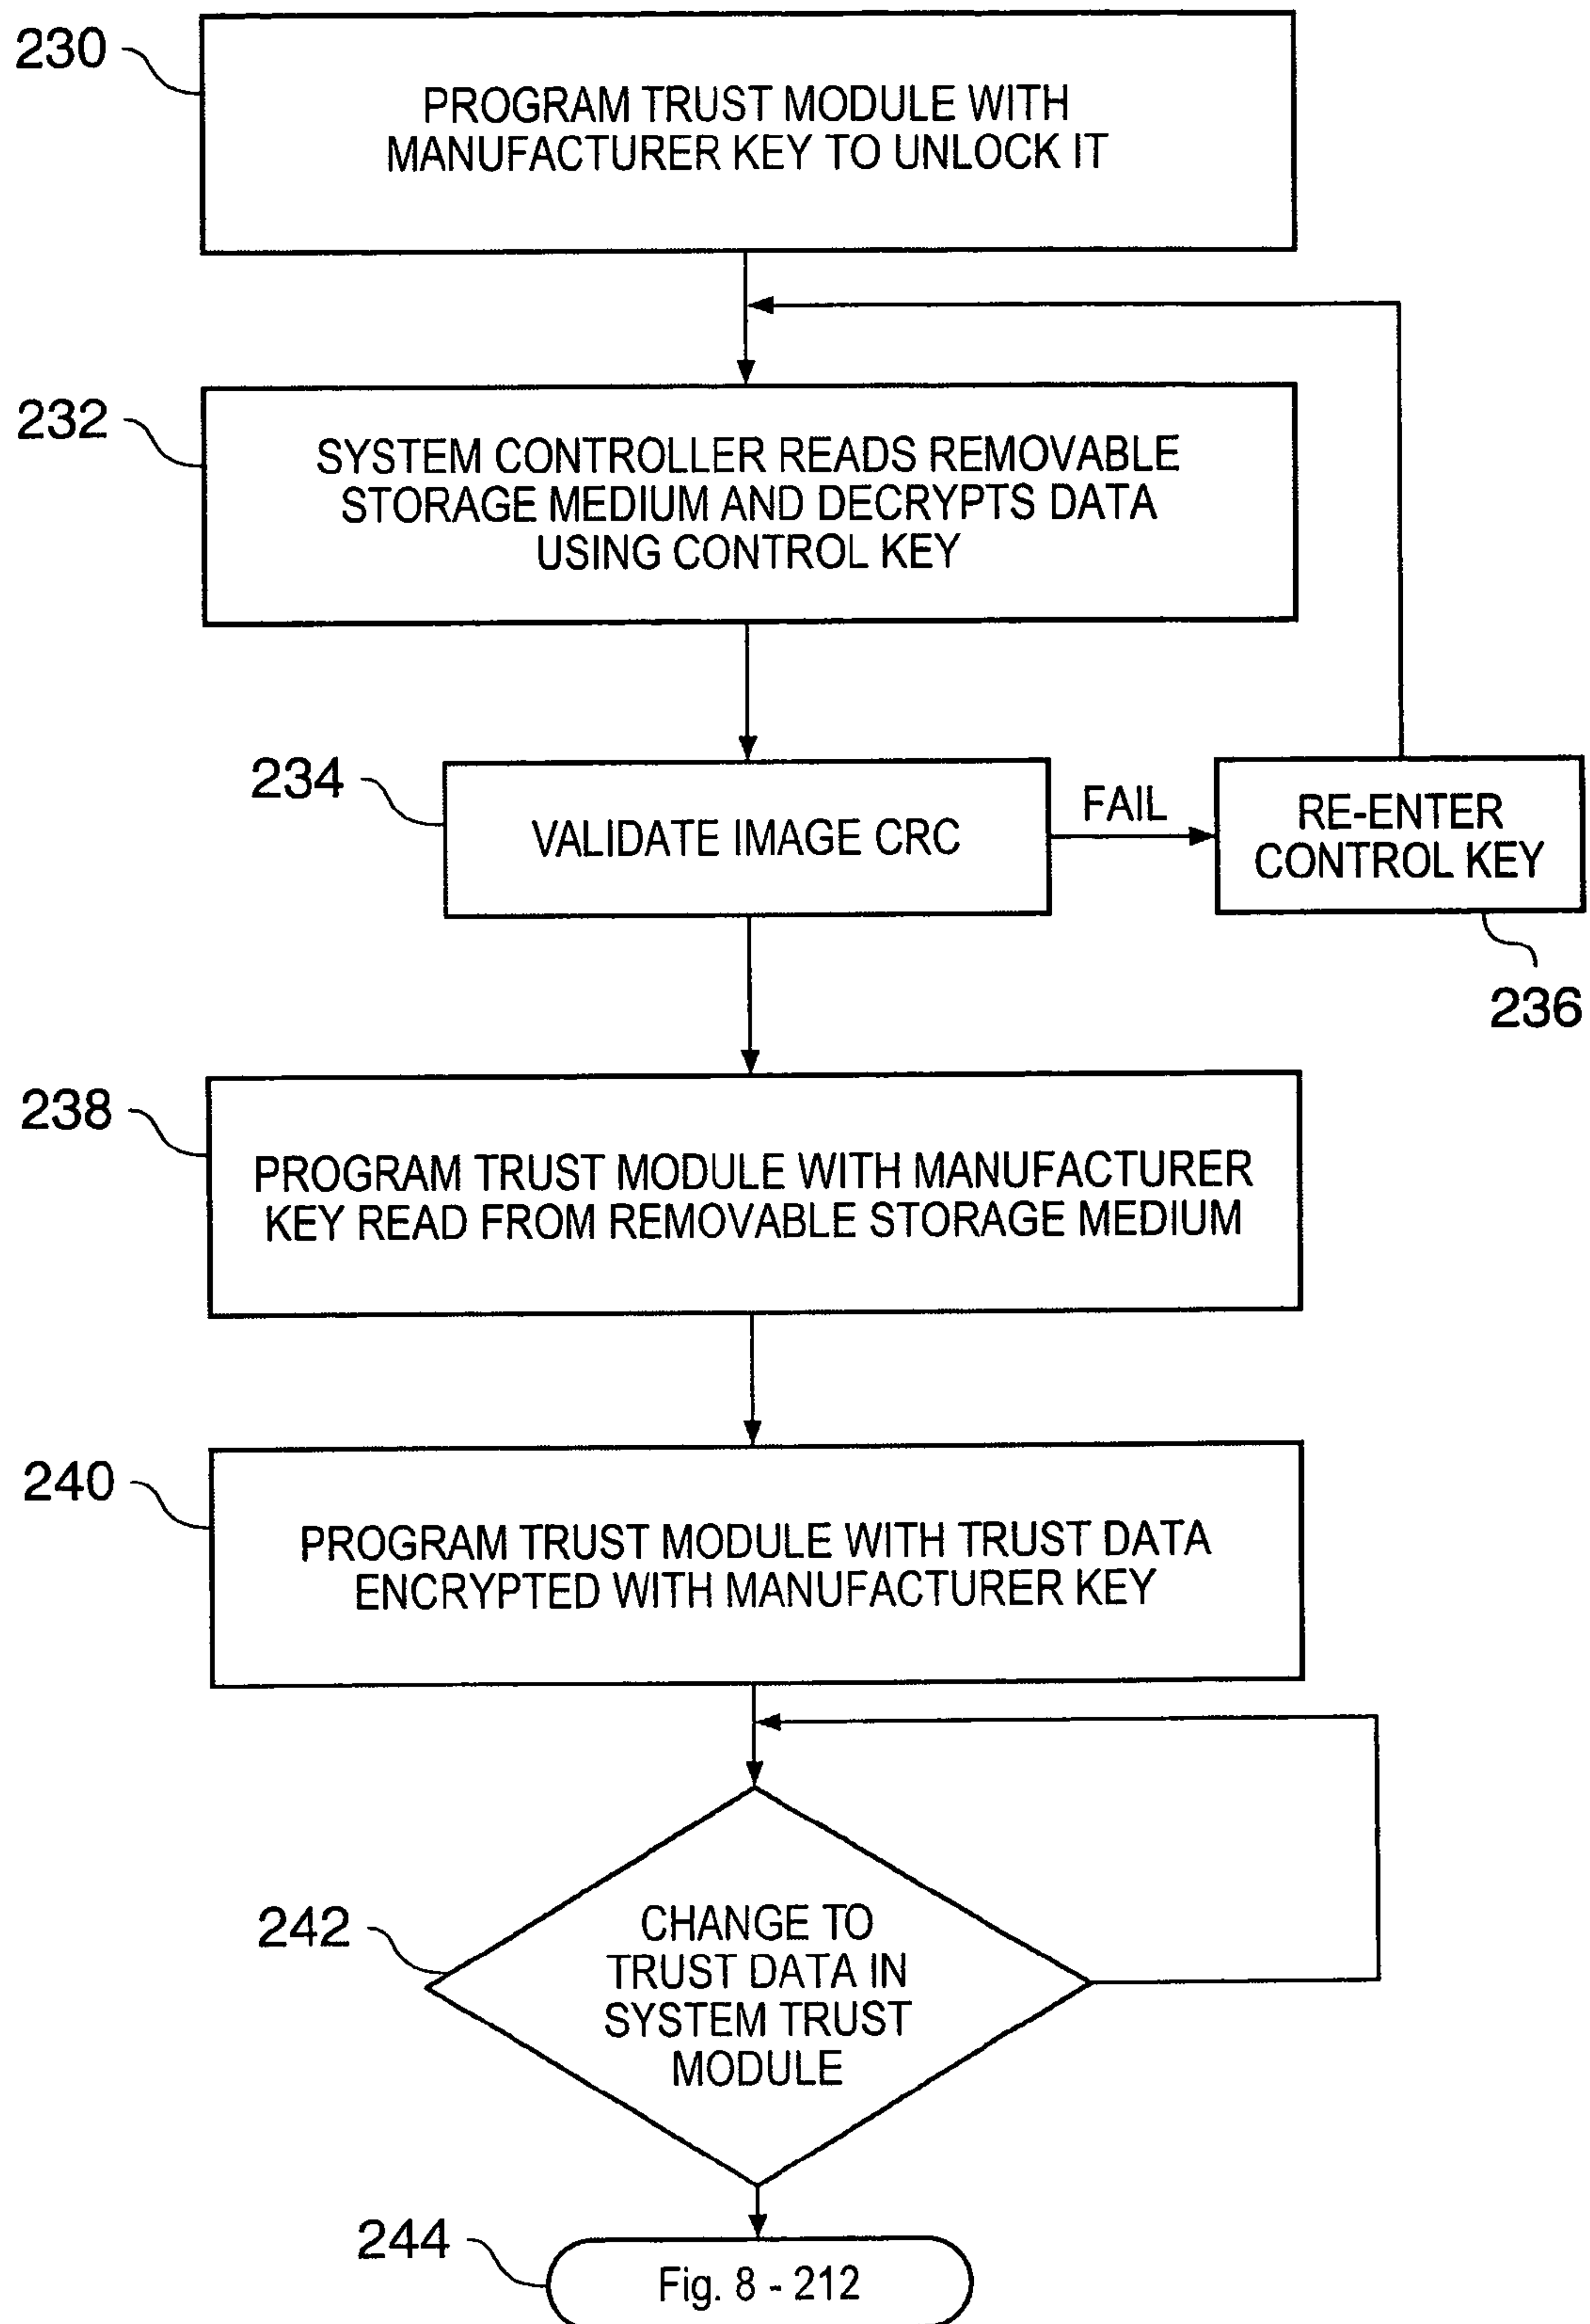 230
PROGRAM TRUST MODULE WITH
MANUFACTURER KEY TO UNLOCK IT
232
SYSTEM CONTROLLER READS REMOVABLE
STORAGE MEDIUM AND DECRYPTS DATA
USING CONTROL KEY
234
VALIDATE IMAGE CRC
FAIL
RE-ENTER
CONTROL KEY
236
238
PROGRAM TRUST MODULE WITH MANUFACTURER
KEY READ FROM REMOVABLE STORAGE MEDIUM
240
PROGRAM TRUST MODULE WITH TRUST DATA
ENCRYPTED WITH MANUFACTURER KEY
242
CHANGE TO
TRUST DATA IN
SYSTEM TRUST
MODULE
244
Fig. 8 - 212